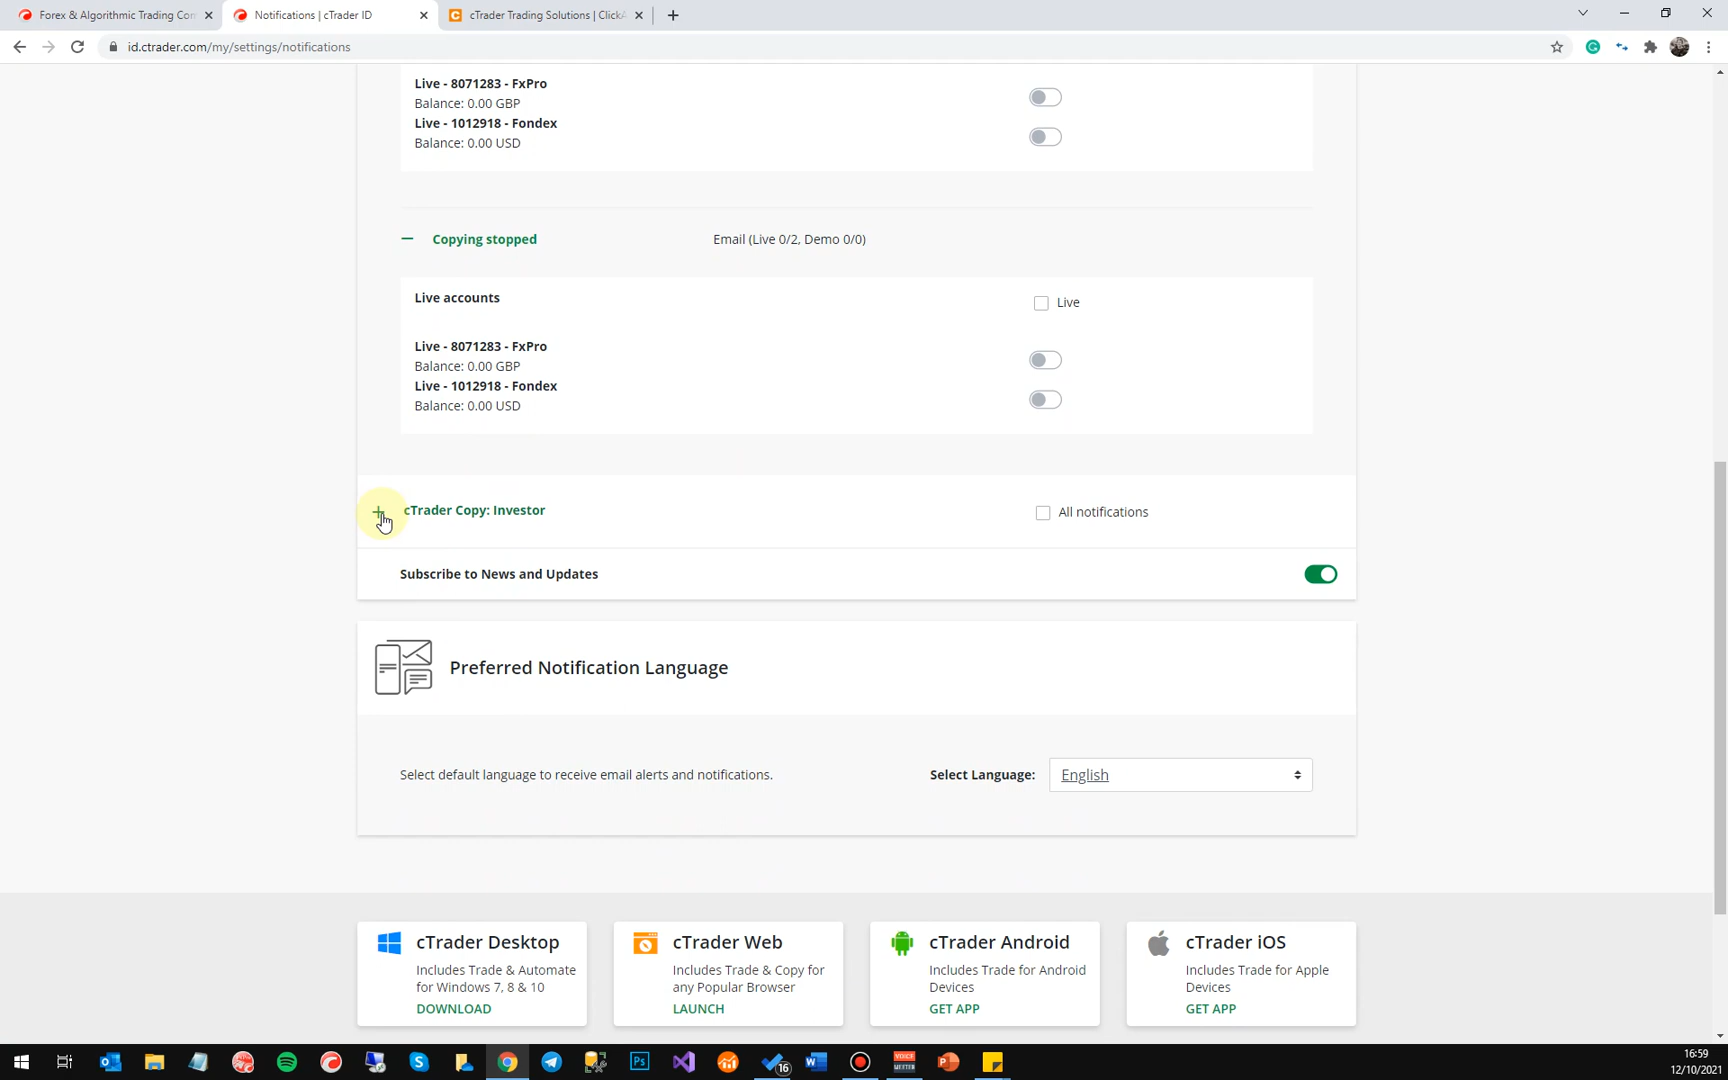 Forex & Algorithmic Trading Con
Notifications | cTrader ID
cTrader Trading Solutions | Click
id.ctrader.com/my/settings/notifications
Live - 8071283 - FxPro
Balance: 0.00 GBP
Live - 1012918 - Fondex
Balance: 0.00 USD
Copying stopped
Email (Live 0/2, Demo 0/0)
Live accounts
Live
Live - 8071283 - FxPro
Balance: 0.00 GBP
Live - 1012918 - Fondex
Balance: 0.00 USD
cTrader Copy: Investor
All notifications
Subscribe to News and Updates
Preferred Notification Language
Select default language to receive email alerts and notifications.
Select Language:
English
cTrader Desktop
Includes Trade & Automate
for Windows 7, 8 & 10
DOWNLOAD
cTrader Web
Includes Trade & Copy for
any Popular Browser
LAUNCH
cTrader Android
Includes Trade for Android
Devices
GET APP
cTrader iOS
Includes Trade for Apple
Devices
GET APP
16
16:59
12/10/2021